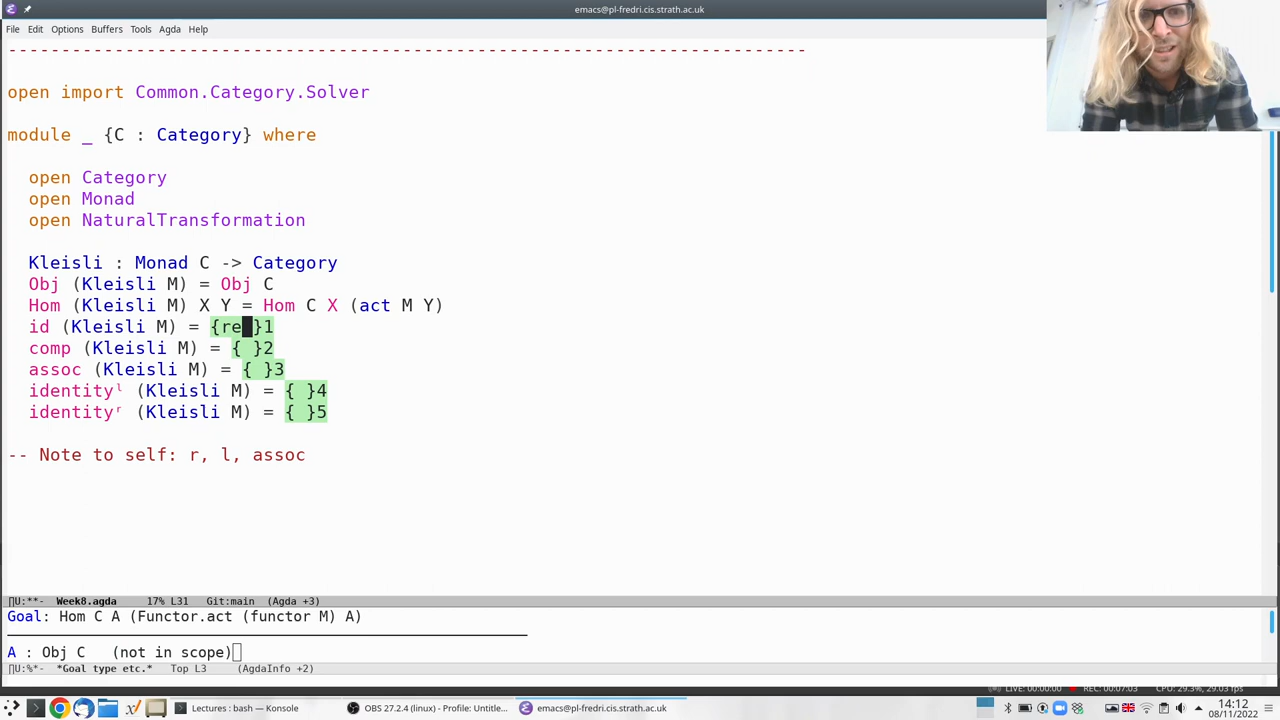 emacs@pl-fredri.cis.strath.ac.uk
File Edit Options Buffers Tools Agda Help
---------------------------------------------------------------------------
open import Common.Category.Solver
module _ {C : Category} where
open Category
open Monad
open NaturalTransformation
Kleisli : Monad C -> Category
Obj (Kleisli M) = Obj C
Hom (Kleisli M) X Y = Hom C X (act M Y)
id (Kleisli M) = {re }1
comp (Kleisli M) = { }2
assoc (Kleisli M) = { }3
identityˡ (Kleisli M) = { }4
identityʳ (Kleisli M) = { }5
-- Note to self: r, l, assoc
∏U:**- Week8.agda 17% L31 Git:main (Agda +3)
Goal: Hom C A (Functor.act (functor M) A)
A : Obj C (not in scope)
∏U:%*- *Goal type etc.* Top L3 (AgdaInfo +2)
LIVE: 00:00:00 REC: 00:07:03 CPU: 29.3%, 29.03 fps
Lectures : bash — Konsole
OBS 27.2.4 (linux) - Profile: Untitle...
emacs@pl-fredri.cis.strath.ac.uk
14:12
08/11/2022